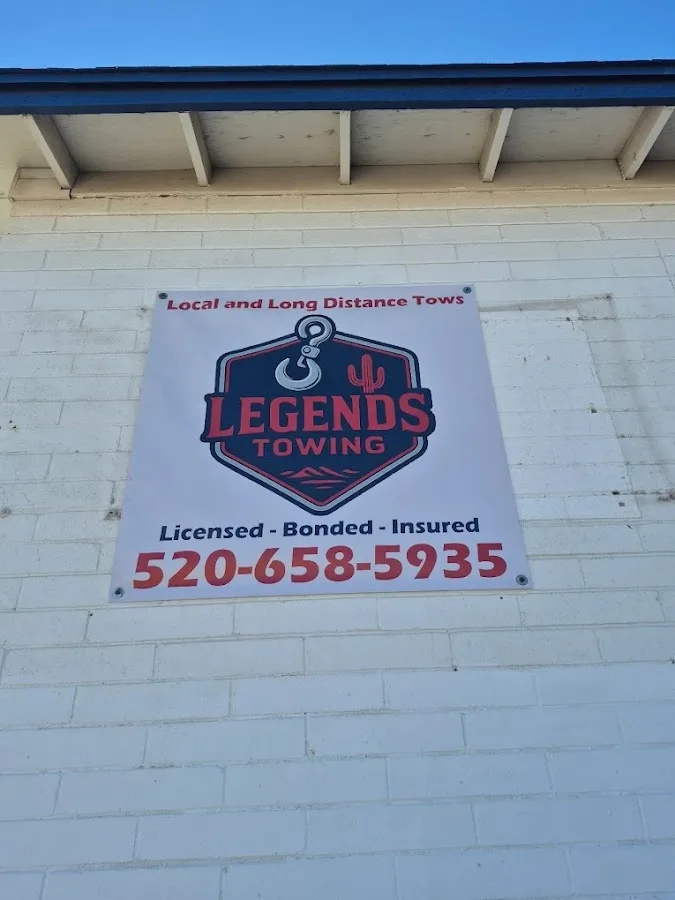 Local and Long Distance Tows
LEGENDS
TOWING
Licensed - Bonded - Insured
520-658-5935